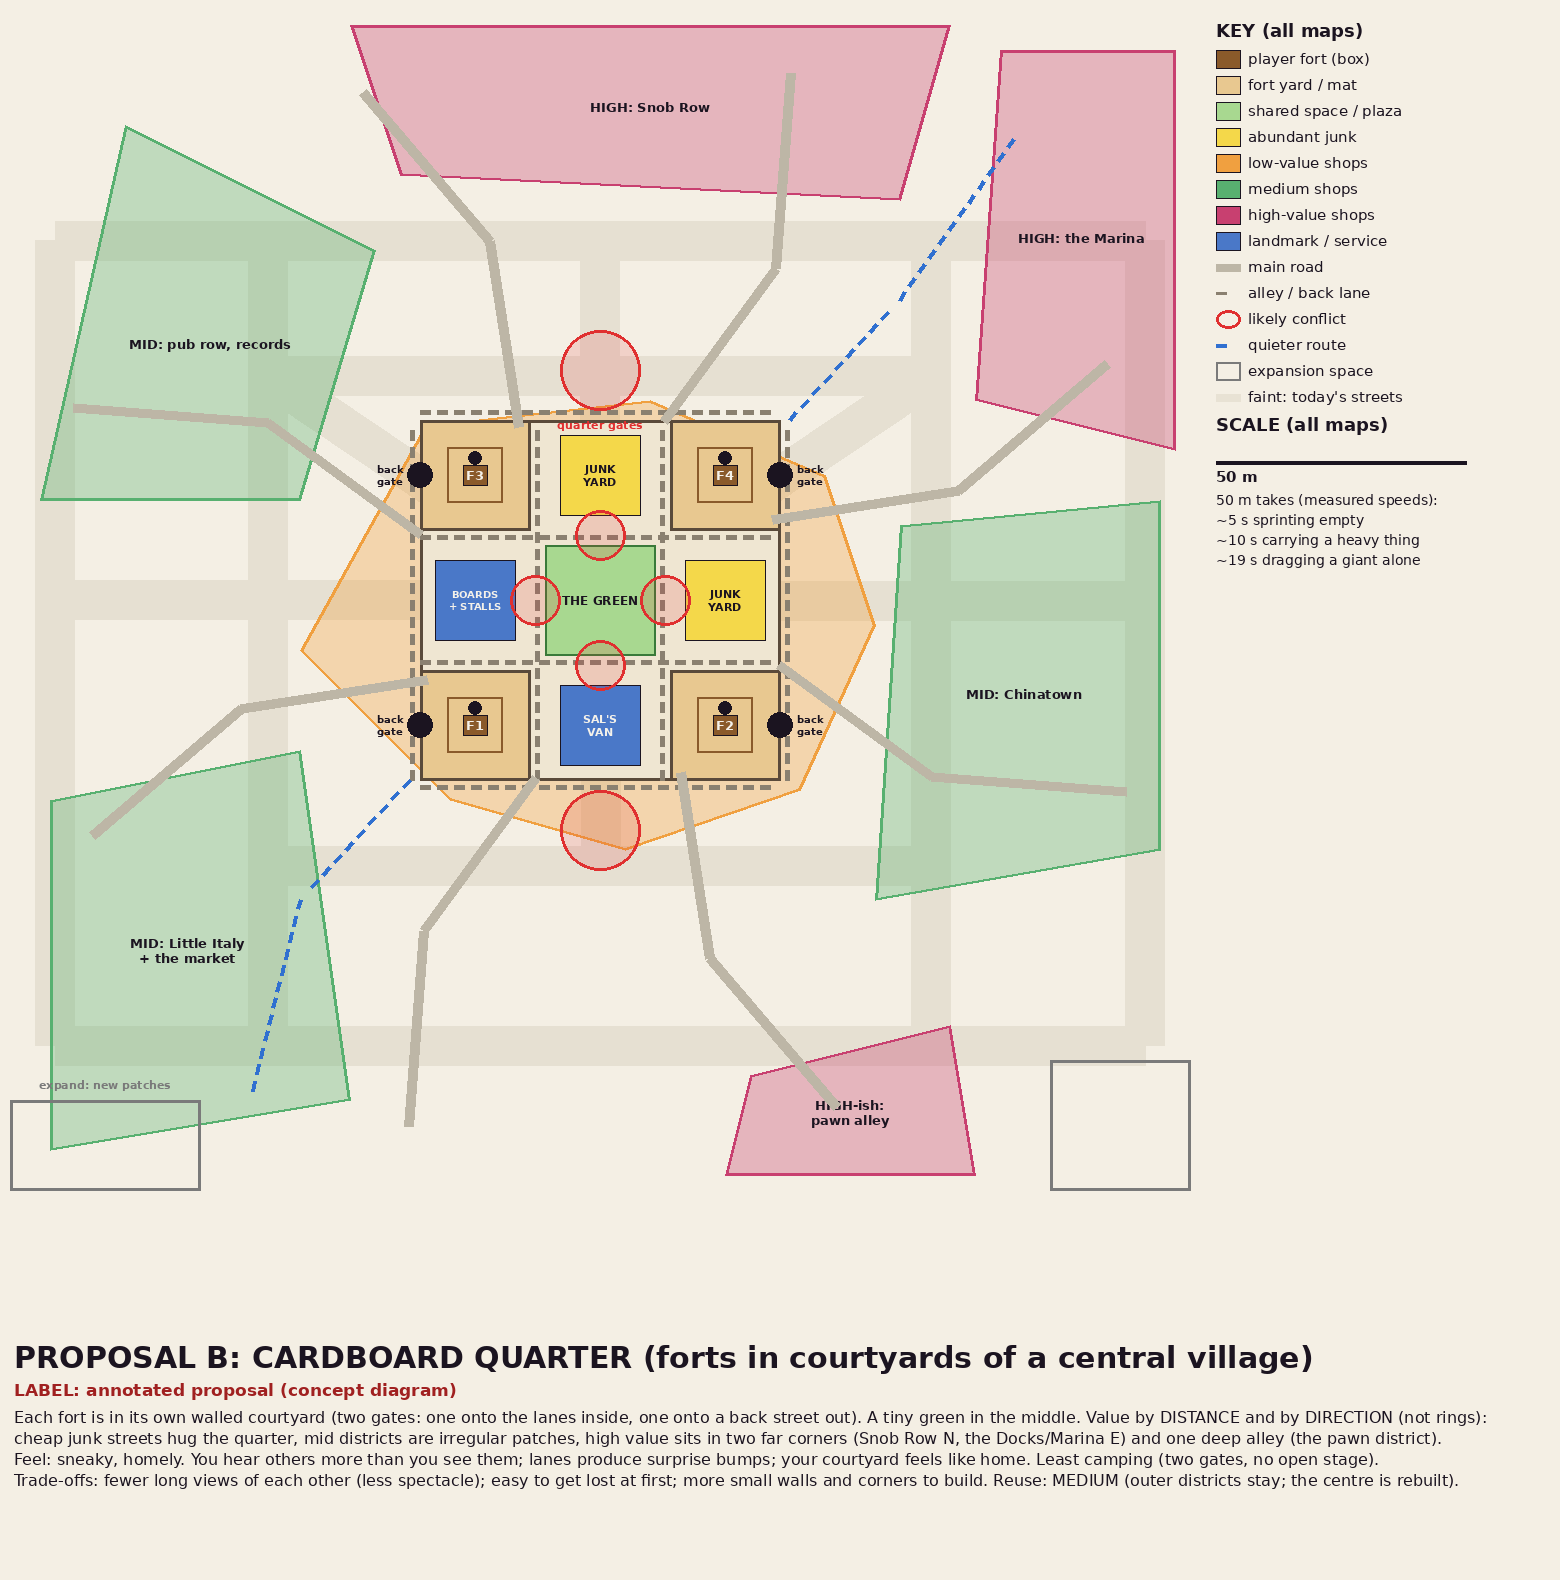 HIGH: Snob Row
HIGH: the Marina
MID: pub row, records
quarter gates
back
gate
F3
JUNK
YARD
F4
back
gate
BOARDS
+ STALLS
THE GREEN
JUNK
YARD
MID: Chinatown
back
gate
F1
SAL'S
VAN
F2
back
gate
MID: Little Italy
+ the market
expand: new patches
HIGH-ish:
pawn alley
KEY (all maps)
player fort (box)
fort yard / mat
shared space / plaza
abundant junk
low-value shops
medium shops
high-value shops
landmark / service
main road
alley / back lane
likely conflict
quieter route
expansion space
faint: today's streets
SCALE (all maps)
50 m
50 m takes (measured speeds):
~5 s sprinting empty
~10 s carrying a heavy thing
~19 s dragging a giant alone
PROPOSAL B: CARDBOARD QUARTER (forts in courtyards of a central village)
LABEL: annotated proposal (concept diagram)
Each fort is in its own walled courtyard (two gates: one onto the lanes inside, one onto a back street out). A tiny green in the middle. Value by DISTANCE and by DIRECTION (not rings):
cheap junk streets hug the quarter, mid districts are irregular patches, high value sits in two far corners (Snob Row N, the Docks/Marina E) and one deep alley (the pawn district).
Feel: sneaky, homely. You hear others more than you see them; lanes produce surprise bumps; your courtyard feels like home. Least camping (two gates, no open stage).
Trade-offs: fewer long views of each other (less spectacle); easy to get lost at first; more small walls and corners to build. Reuse: MEDIUM (outer districts stay; the centre is rebuilt).